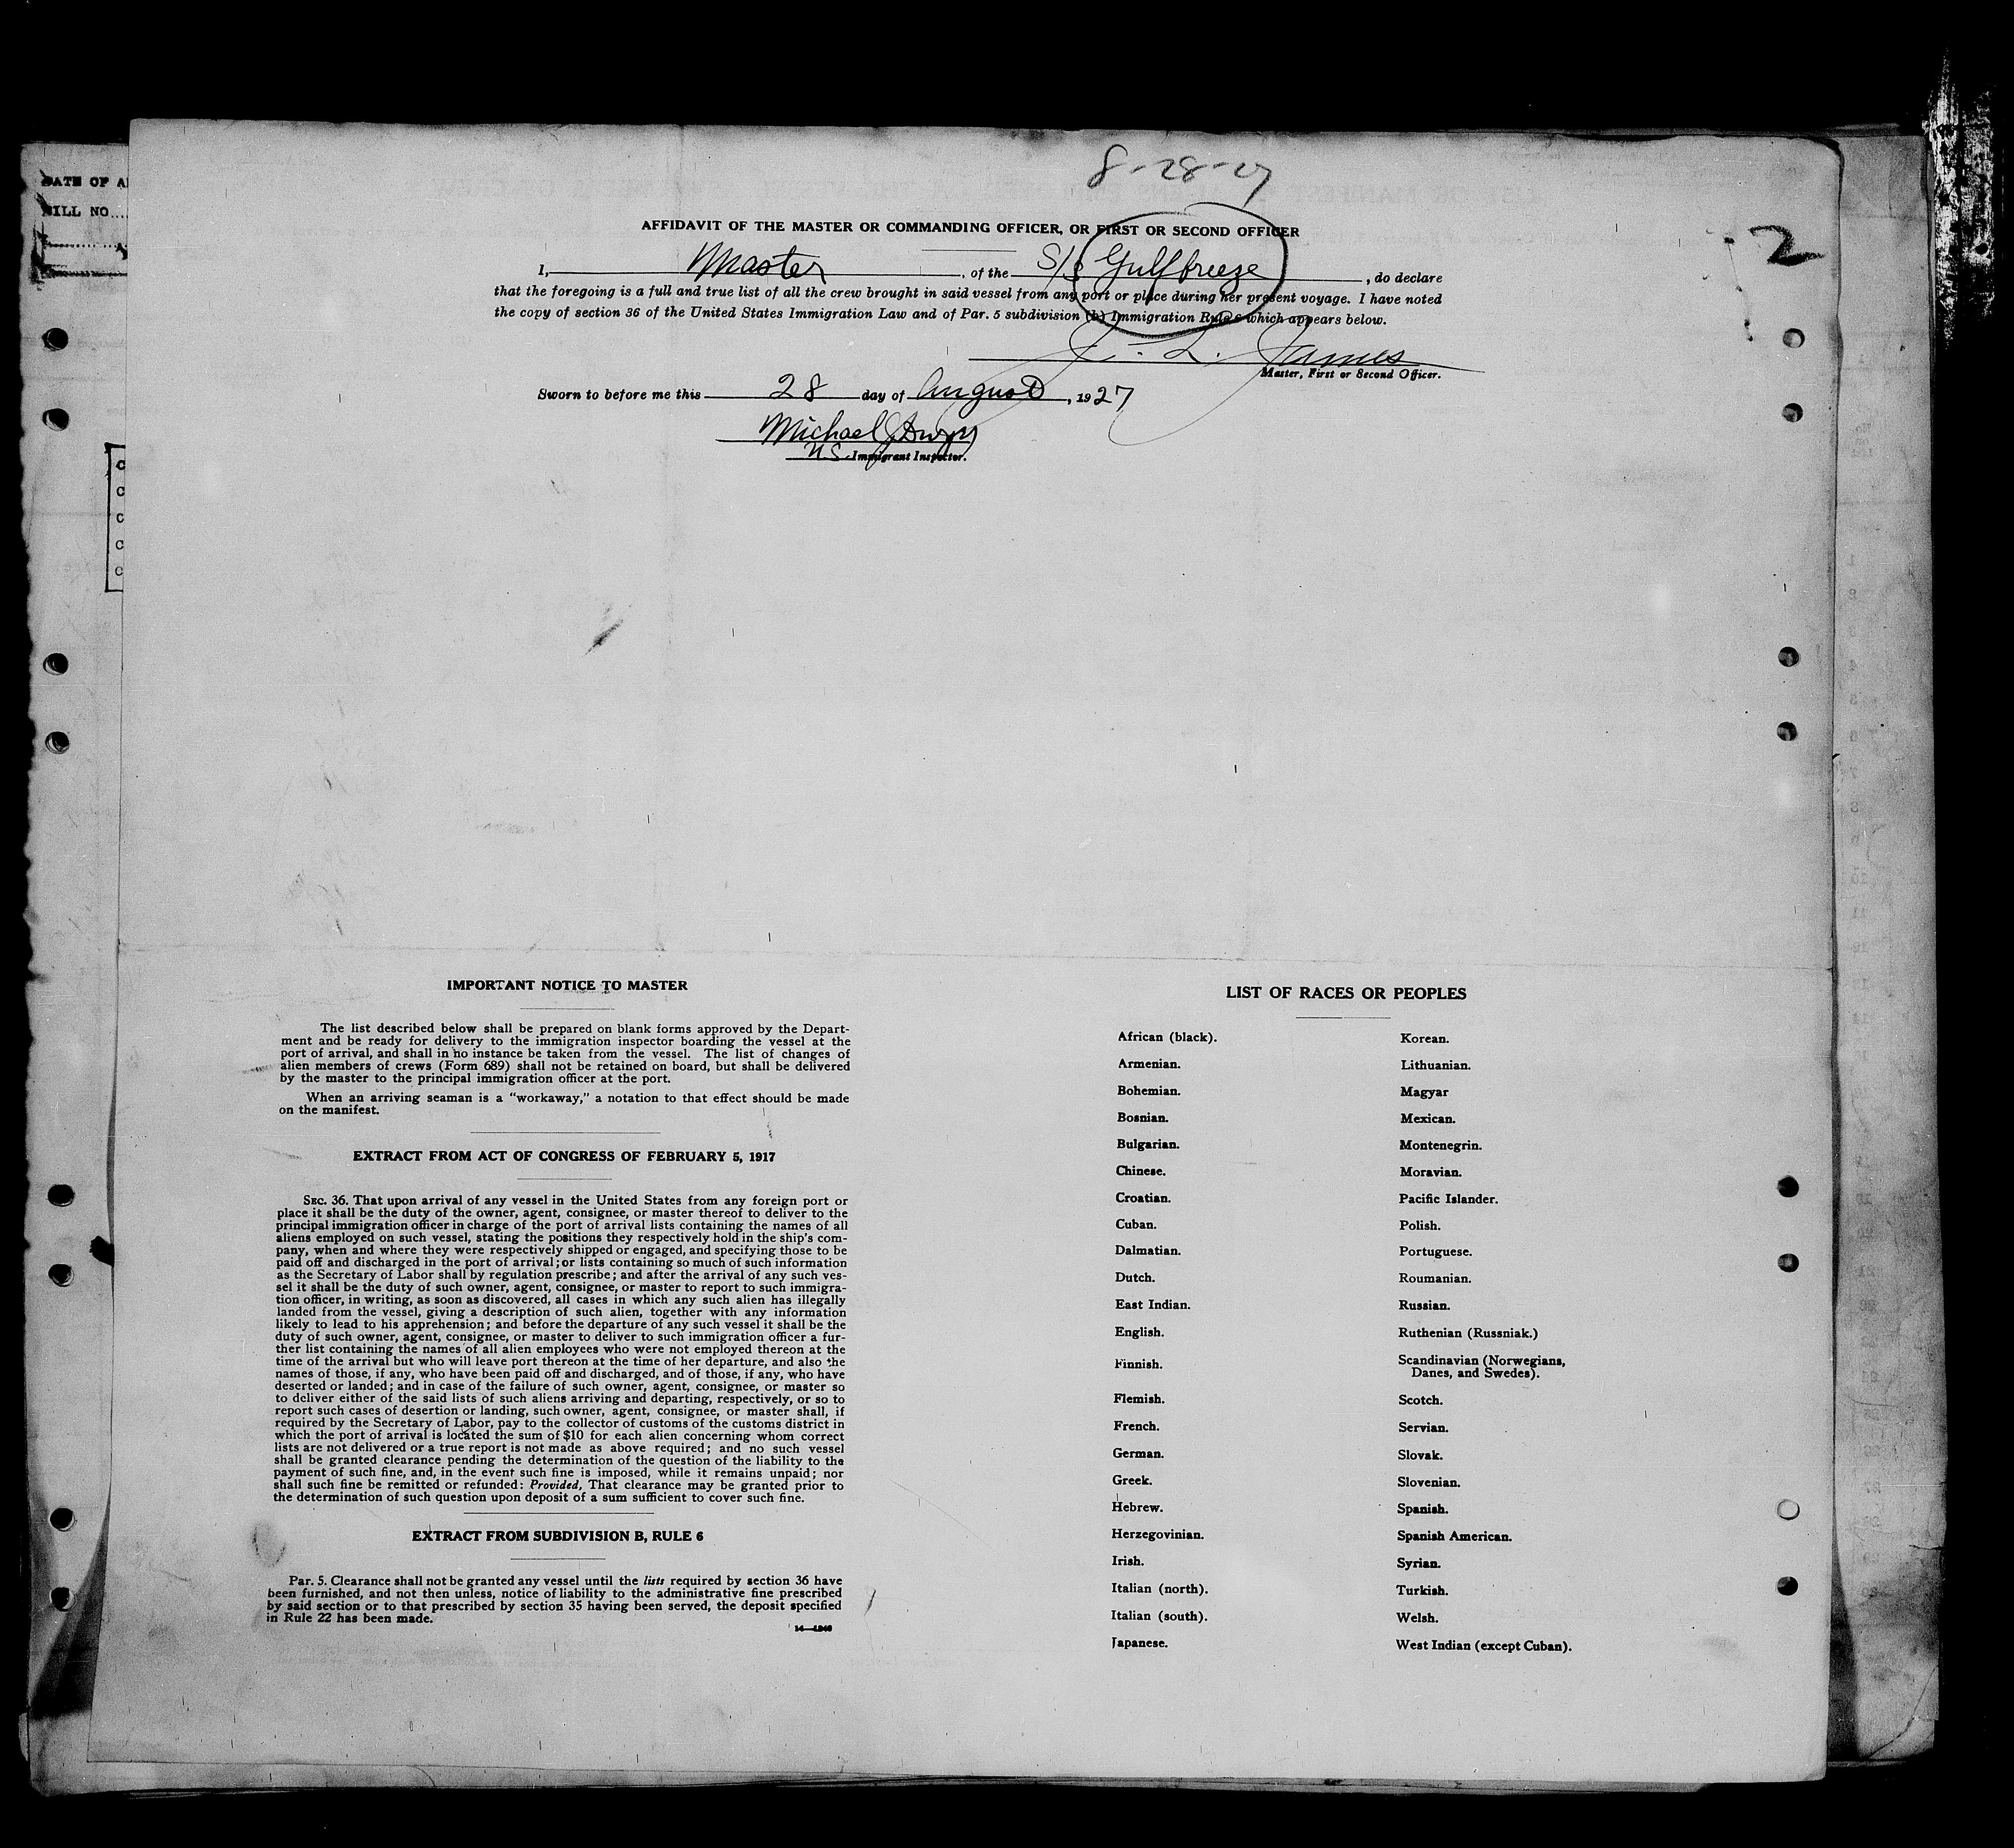 8-28-27
DATE OF A
BILL NO....
2
AFFIDAVIT OF THE MASTER OR COMMANDING OFFICER, OR FIRST OR SECOND OFFICER
I, Master, of the S/S Gulfbreeze, do declare
that the foregoing is a full and true list of all the crew brought in said vessel from any port or place during her present voyage. I have noted
the copy of section 36 of the United States Immigration Law and of Par. 5 subdivision (b) Immigration Rule 6 which appears below.
L. James
Master, First or Second Officer.
Sworn to before me this 28 day of August, 1927
Michael
U.S. Immigrant Inspector.
C
C
C
C
C
IMPORTANT NOTICE TO MASTER
The list described below shall be prepared on blank forms approved by the Depart-
ment and be ready for delivery to the immigration inspector boarding the vessel at the
port of arrival, and shall in no instance be taken from the vessel. The list of changes of
alien members of crews (Form 689) shall not be retained on board, but shall be delivered
by the master to the principal immigration officer at the port.
When an arriving seaman is a "workaway," a notation to that effect should be made
on the manifest.
EXTRACT FROM ACT OF CONGRESS OF FEBRUARY 5, 1917
SEC. 36. That upon arrival of any vessel in the United States from any foreign port or
place it shall be the duty of the owner, agent, consignee, or master thereof to deliver to the
principal immigration officer in charge of the port of arrival lists containing the names of all
aliens employed on such vessel, stating the positions they respectively hold in the ship's com-
pany, when and where they were respectively shipped or engaged, and specifying those to be
paid off and discharged in the port of arrival; or lists containing so much of such information
as the Secretary of Labor shall by regulation prescribe; and after the arrival of any such ves-
sel it shall be the duty of such owner, agent, consignee, or master to report to such immigra-
tion officer, in writing, as soon as discovered, all cases in which any such alien has illegally
landed from the vessel, giving a description of such alien, together with any information
likely to lead to his apprehension; and before the departure of any such vessel it shall be the
duty of such owner, agent, consignee, or master to deliver to such immigration officer a fur-
ther list containing the names of all alien employees who were not employed thereon at the
time of the arrival but who will leave port thereon at the time of her departure, and also the
names of those, if any, who have been paid off and discharged, and of those, if any, who have
deserted or landed; and in case of the failure of such owner, agent, consignee, or master so
to deliver either of the said lists of such aliens arriving and departing, respectively, or so to
report such cases of desertion or landing, such owner, agent, consignee, or master shall, if
required by the Secretary of Labor, pay to the collector of customs of the customs district in
which the port of arrival is located the sum of $10 for each alien concerning whom correct
lists are not delivered or a true report is not made as above required; and no such vessel
shall be granted clearance pending the determination of the question of the liability to the
payment of such fine, and, in the event such fine is imposed, while it remains unpaid; nor
shall such fine be remitted or refunded: Provided, That clearance may be granted prior to
the determination of such question upon deposit of a sum sufficient to cover such fine.
EXTRACT FROM SUBDIVISION B, RULE 6
Par. 5. Clearance shall not be granted any vessel until the lists required by section 36 have
been furnished, and not then unless, notice of liability to the administrative fine prescribed
by said section or to that prescribed by section 35 having been served, the deposit specified
in Rule 22 has been made.
LIST OF RACES OR PEOPLES
African (black).
Armenian.
Bohemian.
Bosnian.
Bulgarian.
Chinese.
Croatian.
Cuban.
Dalmatian.
Dutch.
East Indian.
English.
Finnish.
Flemish.
French.
German.
Greek.
Hebrew.
Herzegovinian.
Irish.
Italian (north).
Italian (south).
Japanese.
Korean.
Lithuanian.
Magyar
Mexican.
Montenegrin.
Moravian.
Pacific Islander.
Polish.
Portuguese.
Roumanian.
Russian.
Ruthenian (Russniak.)
Scandinavian (Norwegians,
Danes, and Swedes).
Scotch.
Servian.
Slovak.
Slovenian.
Spanish.
Spanish American.
Syrian.
Turkish.
Welsh.
West Indian (except Cuban).